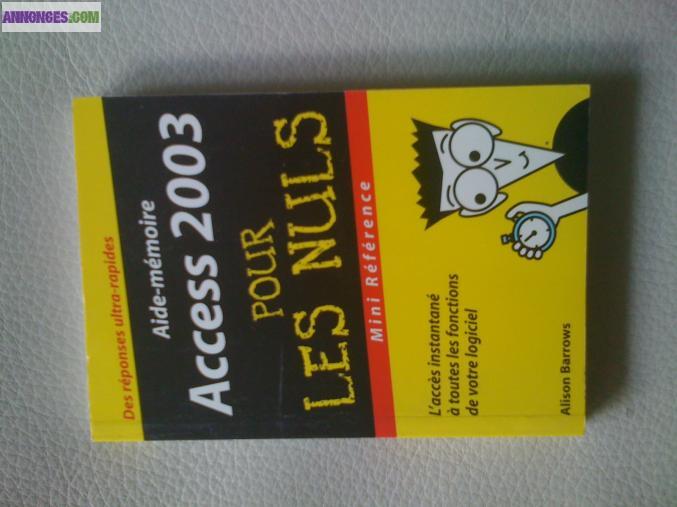 ANNONCES.COM
Des réponses ultra-rapides
Aide-mémoire
Access 2003
POUR
LES NULS
Mini Référence
L'accès instantané
à toutes les fonctions
de votre logiciel
Alison Barrows